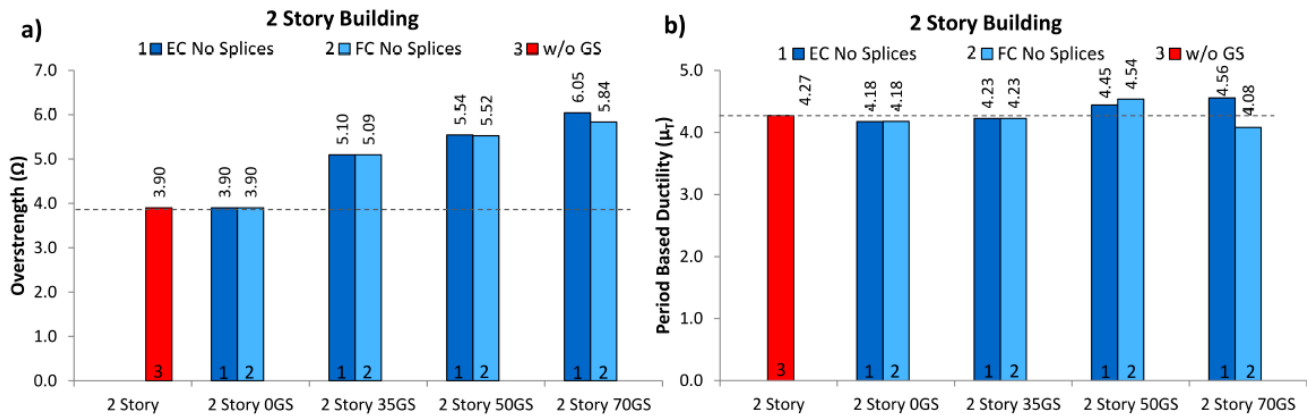 a)
2 Story Building
1 EC No Splices 2 FC No Splices 3 w/o GS
Overstrength (Ω)
7.0
6.0
5.0
4.0
3.0
2.0
1.0
0.0
3.90
3.90 3.90
5.10 5.09
5.54 5.52
6.05 5.84
3 1 2 1 2 1 2 1 2
2 Story 2 Story 0GS 2 Story 35GS 2 Story 50GS 2 Story 70GS
b)
2 Story Building
1 EC No Splices 2 FC No Splices 3 w/o GS
Period Based Ductility (μT)
5.0
4.0
3.0
2.0
1.0
0.0
4.27
4.18 4.18
4.23 4.23
4.45 4.54
4.56 4.08
3 1 2 1 2 1 2 1 2
2 Story 2 Story 0GS 2 Story 35GS 2 Story 50GS 2 Story 70GS